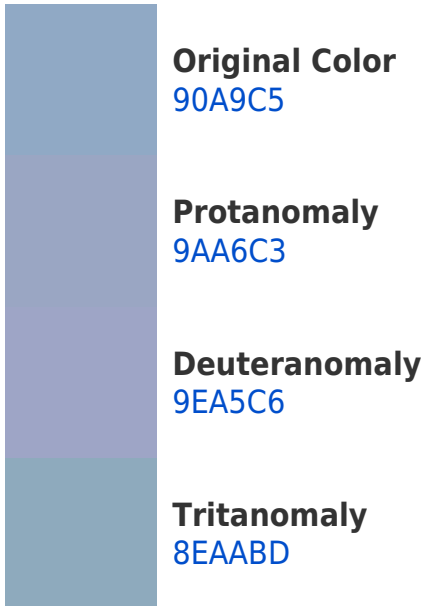 Original Color
90A9C5
Protanomaly
9AA6C3
Deuteranomaly
9EA5C6
Tritanomaly
8EAABD